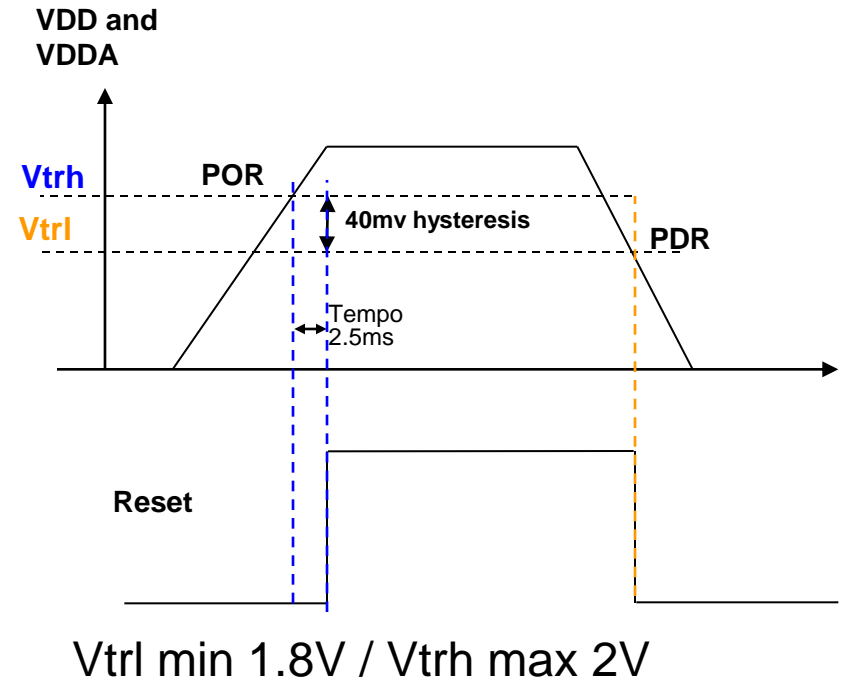 VDD and
VDDA
Vtrh
POR
40mv hysteresis
Vtrl
PDR
Tempo
2.5ms
Reset
Vtrl min 1.8V / Vtrh max 2V